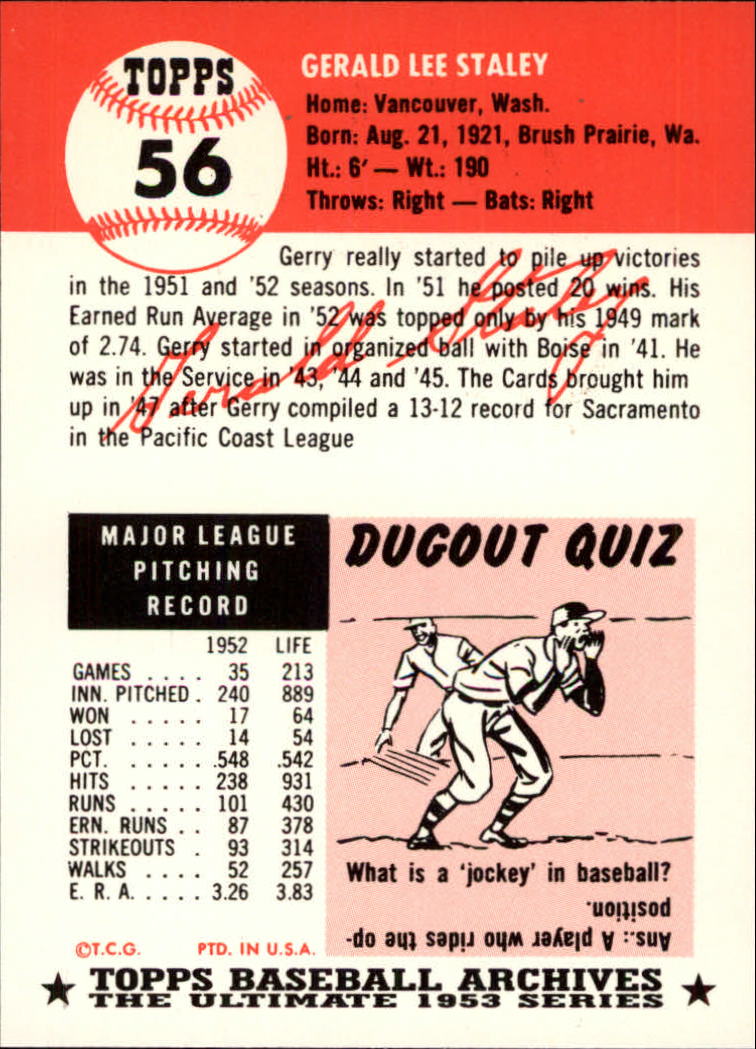 TOPPS
56
GERALD LEE STALEY
Home: Vancouver, Wash.
Born: Aug. 21, 1921, Brush Prairie, Wa.
Ht.: 6′ — Wt.: 190
Throws: Right — Bats: Right
Gerry really started to pile up victories
in the 1951 and '52 seasons. In '51 he posted 20 wins. His
Earned Run Average in '52 was topped only by his 1949 mark
of 2.74. Gerry started in organized ball with Boise in '41. He
was in the Service in '43, '44 and '45. The Cards brought him
up in '47 after Gerry compiled a 13-12 record for Sacramento
in the Pacific Coast League
Gerald Staley
MAJOR LEAGUE
PITCHING
RECORD
1952 LIFE
GAMES . . . . 35 213
INN. PITCHED . 240 889
WON . . . . . 17 64
LOST . . . . . 14 54
PCT. . . . . . .548 .542
HITS . . . . . 238 931
RUNS . . . . . 101 430
ERN. RUNS . . 87 378
STRIKEOUTS . 93 314
WALKS . . . . 52 257
E. R. A. . . . . . 3.26 3.83
©T.C.G. PTD. IN U.S.A.
DUGOUT QUIZ
What is a 'jockey' in baseball?
Ans.: A player who rides the op-
position.
TOPPS BASEBALL ARCHIVES
THE ULTIMATE 1953 SERIES